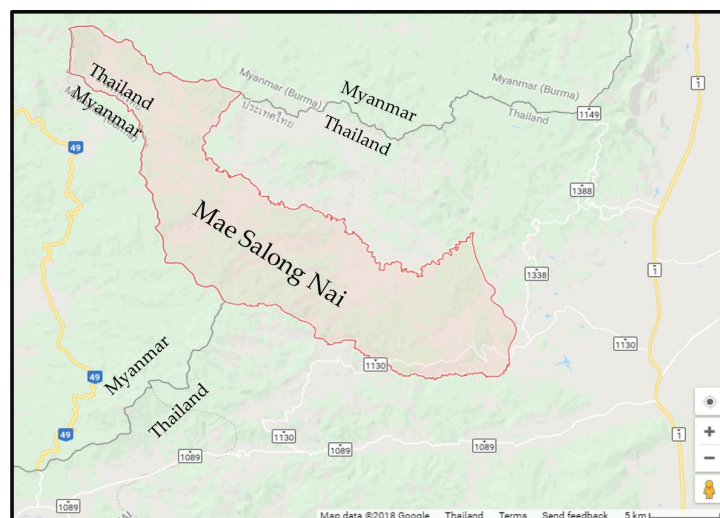 Thailand
Myanmar
Myanmar (Burma)
ประเทศไทย
Myanmar
Thailand
Myanmar (Burma)
Thailand
1149
1
49
1388
Mae Salong Nai
1338
1
1130
1130
Myanmar
Thailand
49
49
1130
1089
1089
1089
1
Map data ©2018 Google Thailand Terms Send feedback 5 km